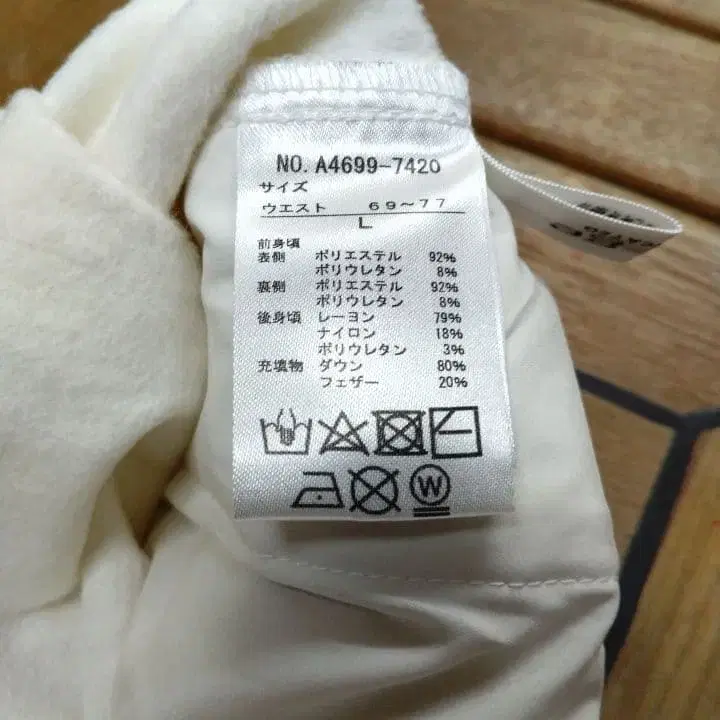 NO. A4699-7420
サイズ
ウエスト 69～77
L
前身頃
表側 ポリエステル 92%
ポリウレタン 8%
裏側 ポリエステル 92%
ポリウレタン 8%
後身頃 レーヨン 79%
ナイロン 18%
ポリウレタン 3%
充填物 ダウン 80%
フェザー 20%
W